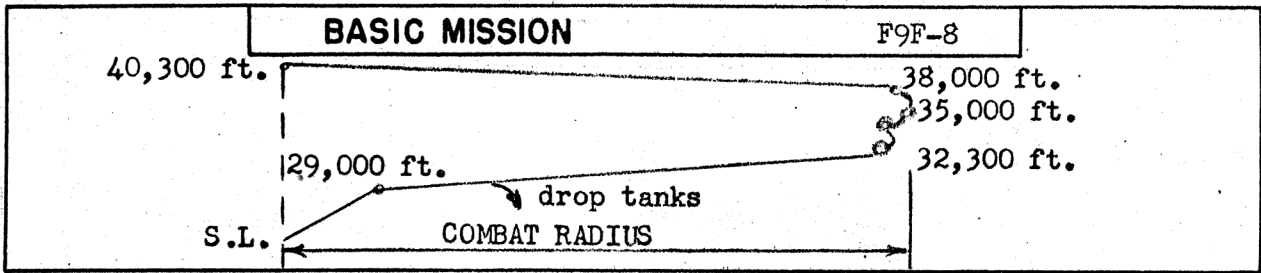 BASIC MISSION F9F-8
40,300 ft.
38,000 ft.
35,000 ft.
29,000 ft.
32,300 ft.
drop tanks
S.L.
COMBAT RADIUS